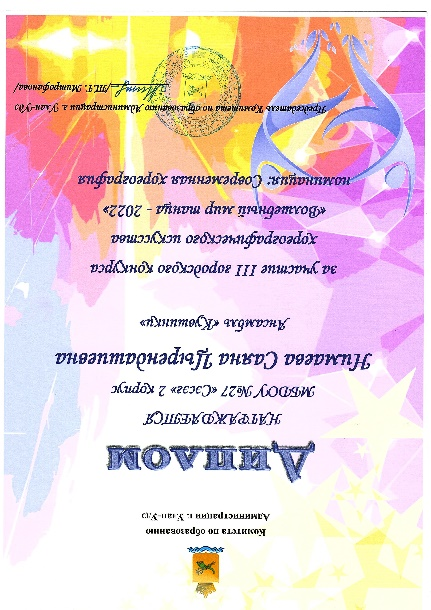 Комитета по образованию
Администрации г. Улан-Удэ
ДИПЛОМ
НАГРАЖДАЕТСЯ
МБДОУ №27 «Сэсэг» 2 корпус
Нимаева Саяна Цырендашиевна
Ансамбль «Кувшинки»
за участие III городского конкурса
хореографического искусства
«Волшебный мир танца - 2022»
номинация: Современная хореография
Председатель Комитета по образованию Администрации г. Улан-Удэ /Т.Г. Митрофанова/